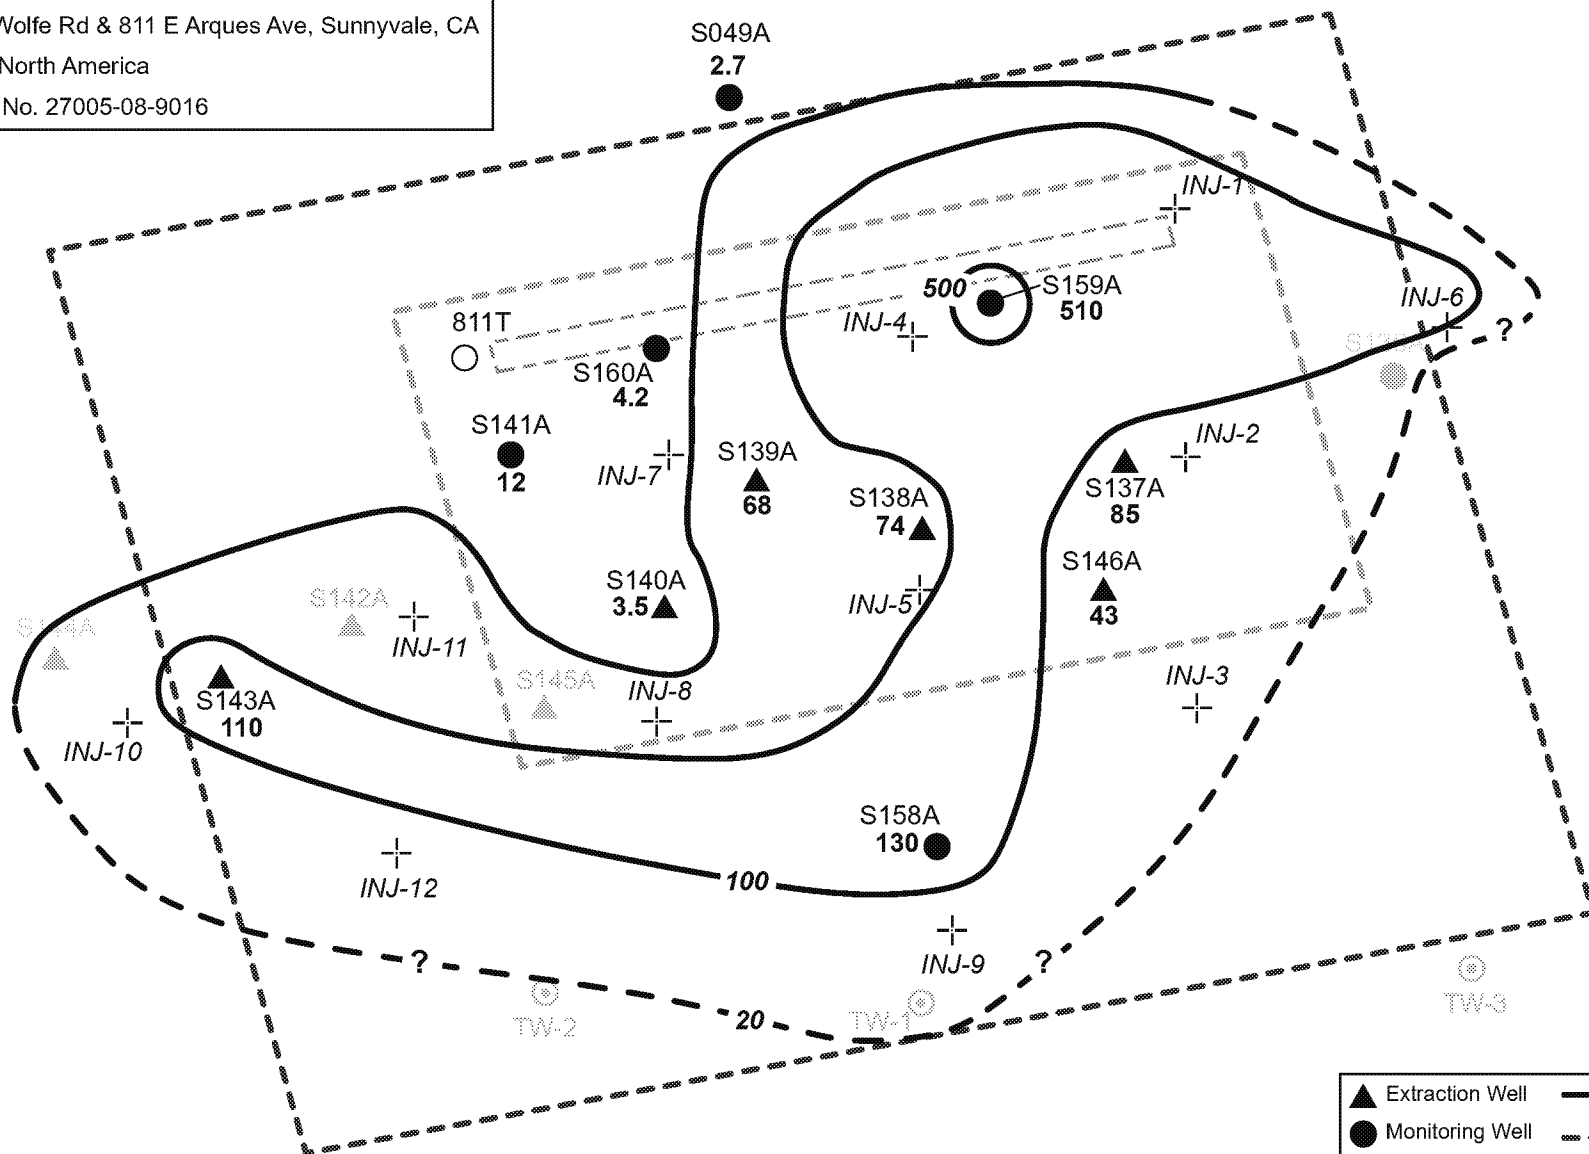 Wolfe Rd & 811 E Arques Ave, Sunnyvale, CA
North America
No. 27005-08-9016
S049A
2.7
INJ-1
500
S159A
510
INJ-6
?
811T
INJ-4
S160A
4.2
S141A
12
INJ-7
S139A
68
INJ-2
S137A
85
S138A
74
S140A
3.5
INJ-5
S146A
43
S144A
S142A
INJ-11
S145A
INJ-8
INJ-3
S143A
110
INJ-10
S158A
130
100
INJ-12
INJ-9
?
?
TW-2
20
TW-1
TW-3
Extraction Well
Monitoring Well